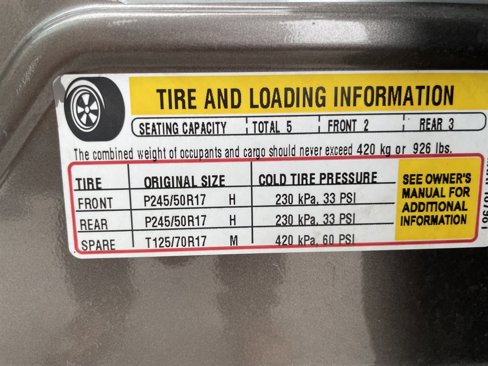 TIRE AND LOADING INFORMATION
SEATING CAPACITY TOTAL 5 FRONT 2 REAR 3
The combined weight of occupants and cargo should never exceed 420 kg or 926 lbs.
TIRE ORIGINAL SIZE COLD TIRE PRESSURE
FRONT P245/50R17 H 230 kPa, 33 PSI
REAR P245/50R17 H 230 kPa, 33 PSI
SPARE T125/70R17 M 420 kPa, 60 PSI
SEE OWNER'S
MANUAL FOR
ADDITIONAL
INFORMATION